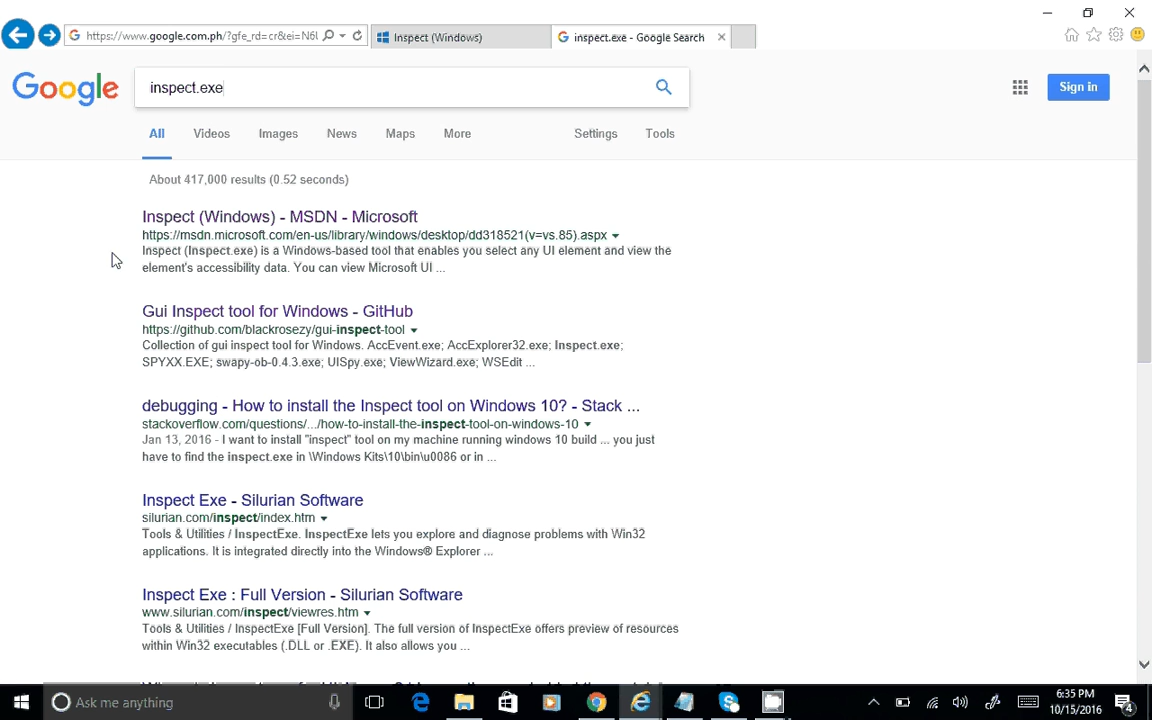 https://www.google.com.ph/?gfe_rd=cr&ei=N6l
Inspect (Windows)
inspect.exe - Google Search
Google
inspect.exe
Sign in
All
Videos
Images
News
Maps
More
Settings
Tools
About 417,000 results (0.52 seconds)
Inspect (Windows) - MSDN - Microsoft
https://msdn.microsoft.com/en-us/library/windows/desktop/dd318521(v=vs.85).aspx
Inspect (Inspect.exe) is a Windows-based tool that enables you select any UI element and view the
element's accessibility data. You can view Microsoft UI ...
Gui Inspect tool for Windows - GitHub
https://github.com/blackrosezy/gui-inspect-tool
Collection of gui inspect tool for Windows. AccEvent.exe; AccExplorer32.exe; Inspect.exe;
SPYXX.EXE; swapy-ob-0.4.3.exe; UISpy.exe; ViewWizard.exe; WSEdit ...
debugging - How to install the Inspect tool on Windows 10? - Stack ...
stackoverflow.com/questions/.../how-to-install-the-inspect-tool-on-windows-10
Jan 13, 2016 - I want to install "inspect" tool on my machine running windows 10 build ... you just
have to find the inspect.exe in \Windows Kits\10\bin\u0086 or in ...
Inspect Exe - Silurian Software
silurian.com/inspect/index.htm
Tools & Utilities / InspectExe. InspectExe lets you explore and diagnose problems with Win32
applications. It is integrated directly into the Windows® Explorer ...
Inspect Exe : Full Version - Silurian Software
www.silurian.com/inspect/viewres.htm
Tools & Utilities / InspectExe [Full Version]. The full version of InspectExe offers preview of resources
within Win32 executables (.DLL or .EXE). It also allows you ...
Ask me anything
6:35 PM
10/15/2016
4